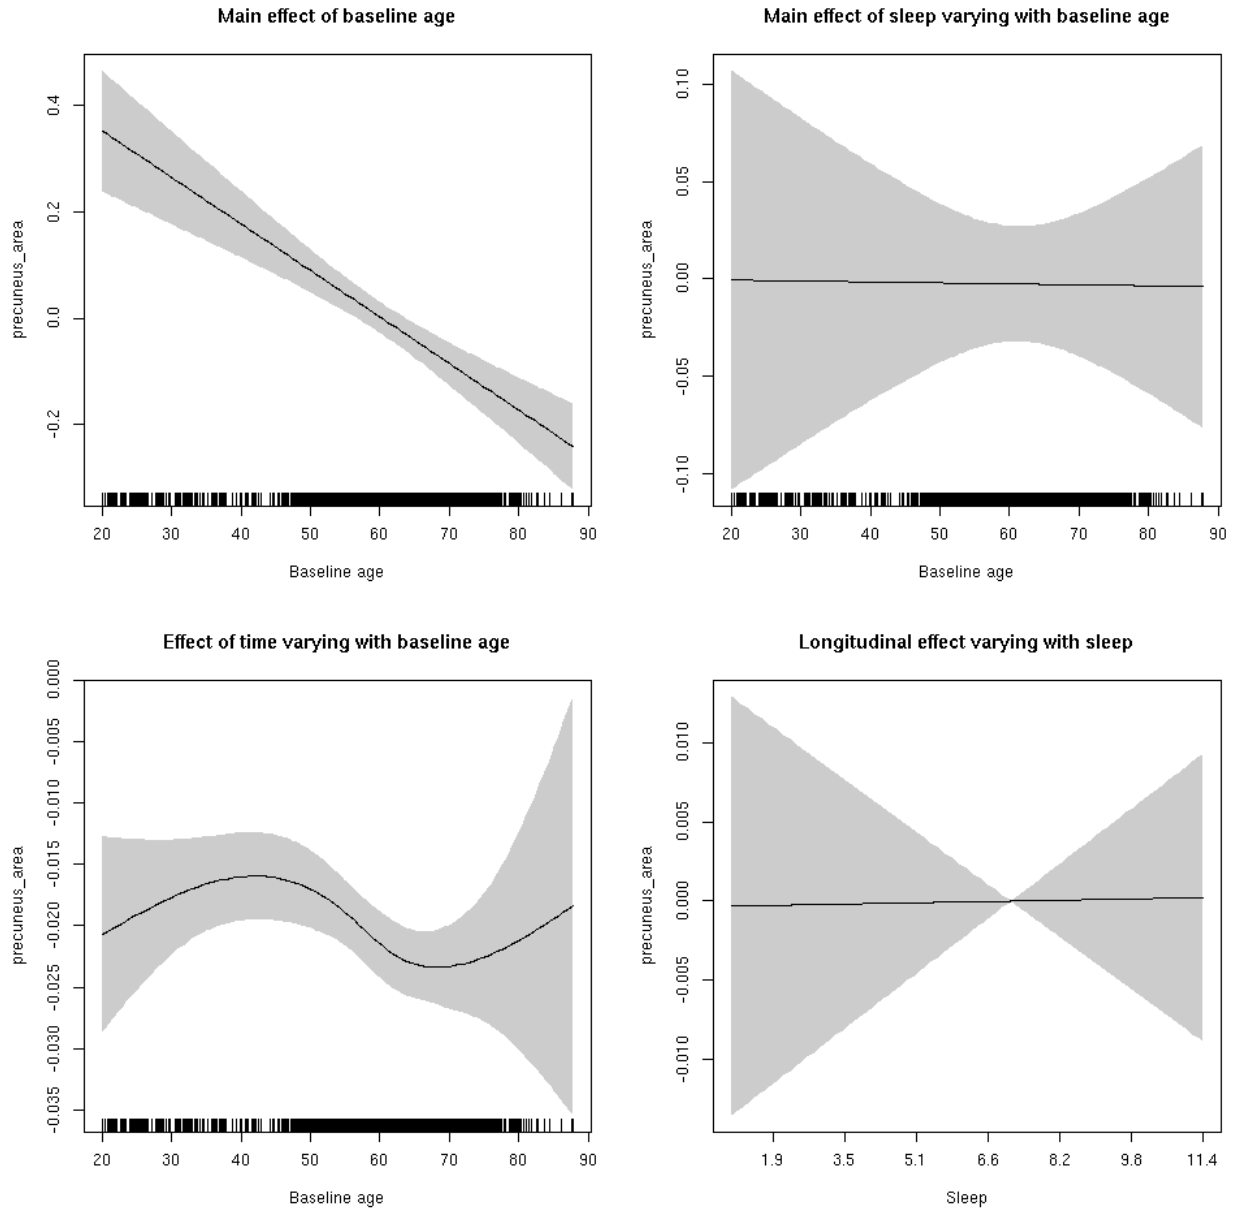 Main effect of baseline age
precuneus_area
0.4
0.2
0.0
-0.2
20 30 40 50 60 70 80 90
Baseline age
Main effect of sleep varying with baseline age
precuneus_area
0.10
0.05
0.00
-0.05
-0.10
20 30 40 50 60 70 80 90
Baseline age
Effect of time varying with baseline age
precuneus_area
0.000
-0.005
-0.010
-0.015
-0.020
-0.025
-0.030
-0.035
20 30 40 50 60 70 80 90
Baseline age
Longitudinal effect varying with sleep
precuneus_area
0.010
0.005
0.000
-0.005
-0.010
1.9 3.5 5.1 6.6 8.2 9.8 11.4
Sleep